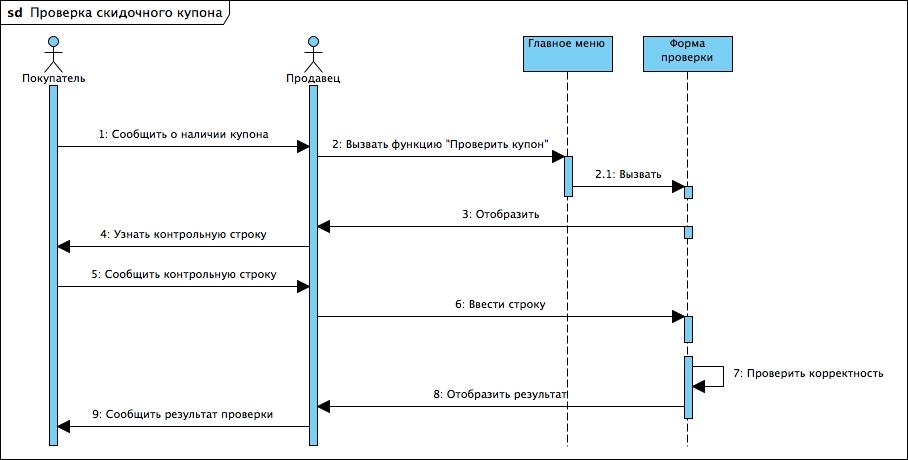 sd Проверка скидочного купона
Главное меню
Форма
проверки
Покупатель
Продавец
1: Сообщить о наличии купона
2: Вызвать функцию "Проверить купон"
2.1: Вызвать
3: Отобразить
4: Узнать контрольную строку
5: Сообщить контрольную строку
6: Ввести строку
7: Проверить корректность
8: Отобразить результат
9: Сообщить результат проверки